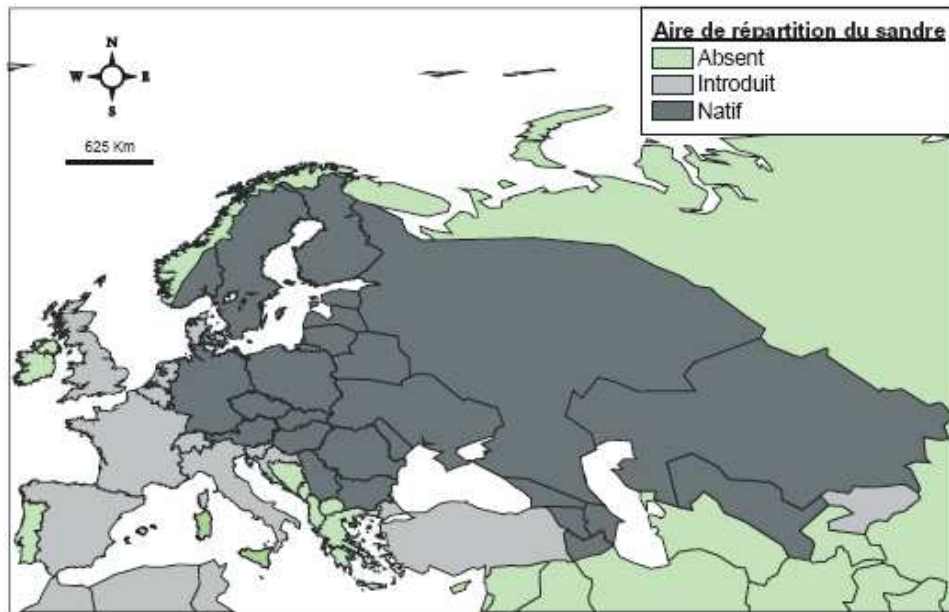 Aire de répartition du sandre
Absent
Introduit
Natif
N
W E
S
625 Km